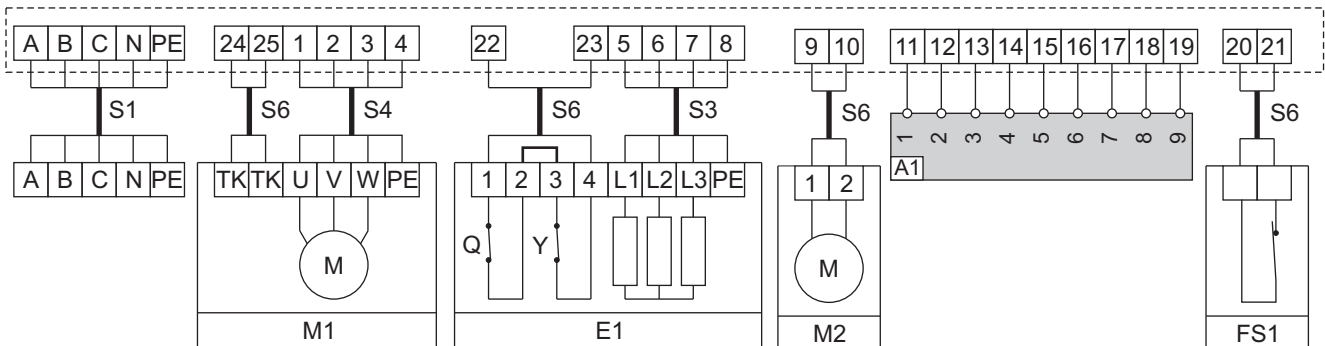 A B C N PE 24 25 1 2 3 4 22 23 5 6 7 8 9 10 11 12 13 14 15 16 17 18 19 20 21
S1 S6 S4 S6 S3 S6 S6
1 2 3 4 5 6 7 8 9
A1
A B C N PE TK TK U V W PE 1 2 3 4 L1 L2 L3 PE 1 2
Q Y
M M
M1 E1 M2 FS1